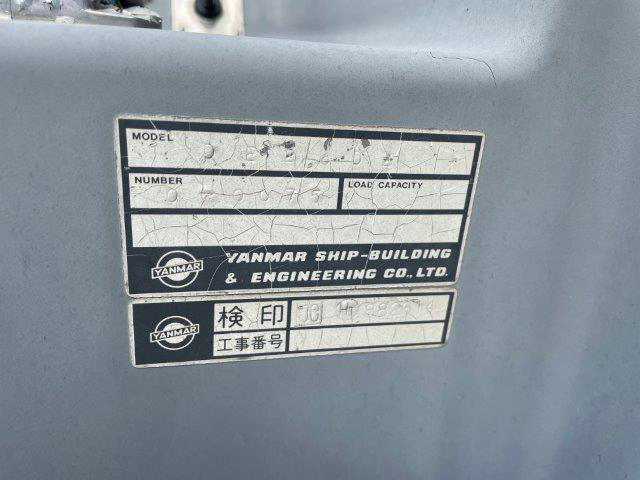 MODEL
NUMBER
LOAD CAPACITY
YANMAR
YANMAR SHIP-BUILDING
& ENGINEERING CO., LTD.
YANMAR
検印
工事番号